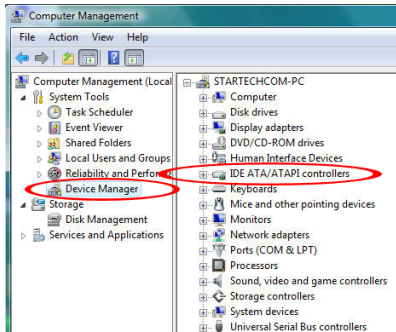 Computer Management
File Action View Help
Computer Management (Local
System Tools
Task Scheduler
Event Viewer
Shared Folders
Local Users and Groups
Reliability and Performa
Device Manager
Storage
Disk Management
Services and Applications
STARTECHCOM-PC
Computer
Disk drives
Display adapters
DVD/CD-ROM drives
Human Interface Devices
IDE ATA/ATAPI controllers
Keyboards
Mice and other pointing devices
Monitors
Network adapters
Ports (COM & LPT)
Processors
Sound, video and game controllers
Storage controllers
System devices
Universal Serial Bus controllers